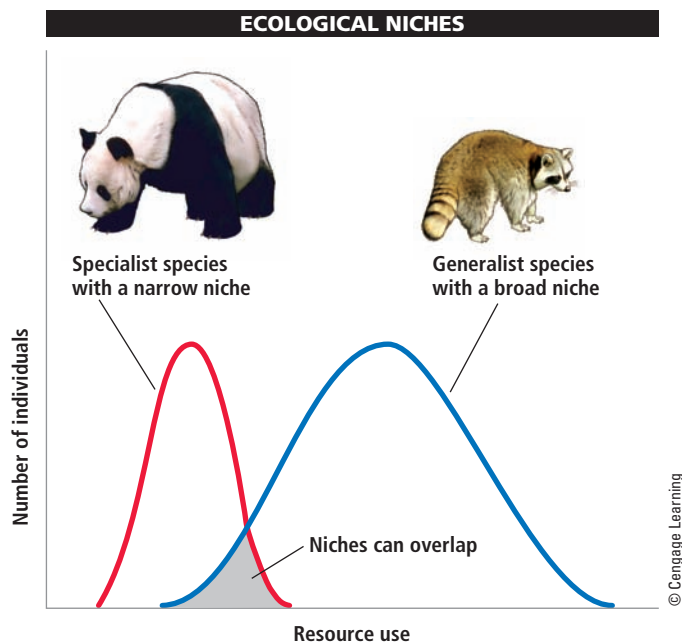 ECOLOGICAL NICHES
Specialist species
with a narrow niche
Generalist species
with a broad niche
Number of individuals
Niches can overlap
Resource use
© Cengage Learning